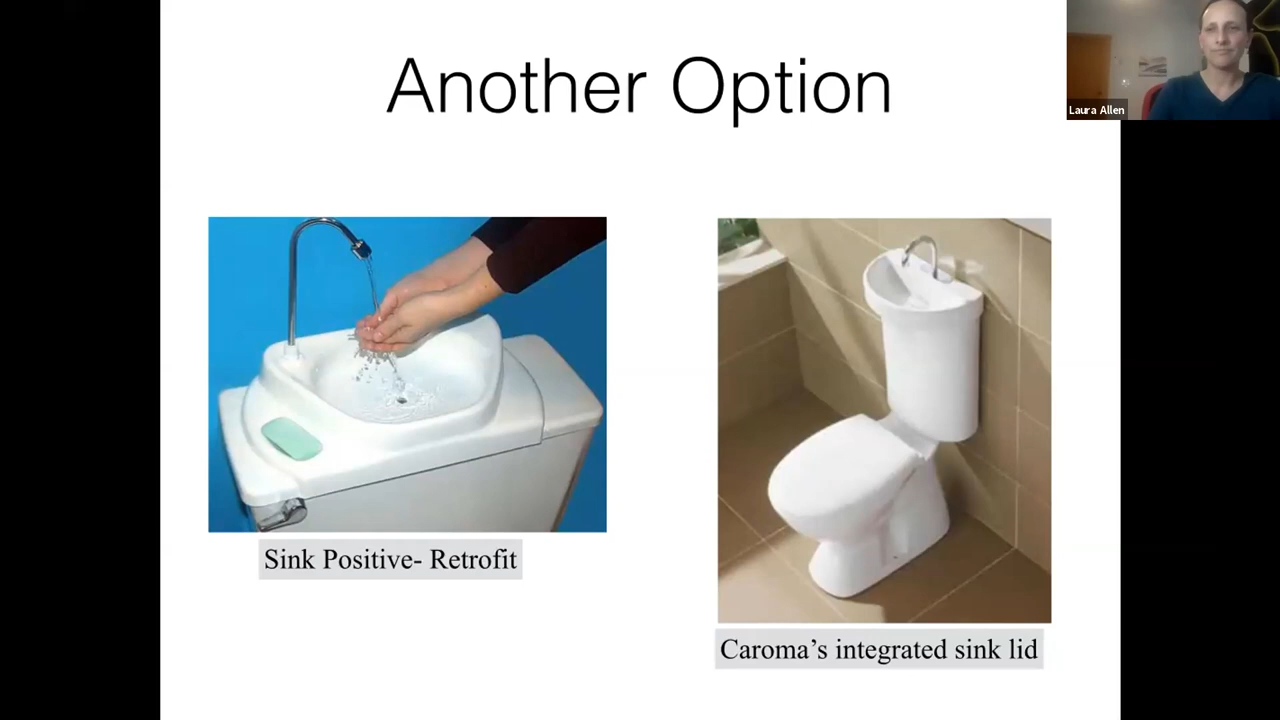 Another Option
Laura Allen
Sink Positive- Retrofit
Caroma's integrated sink lid